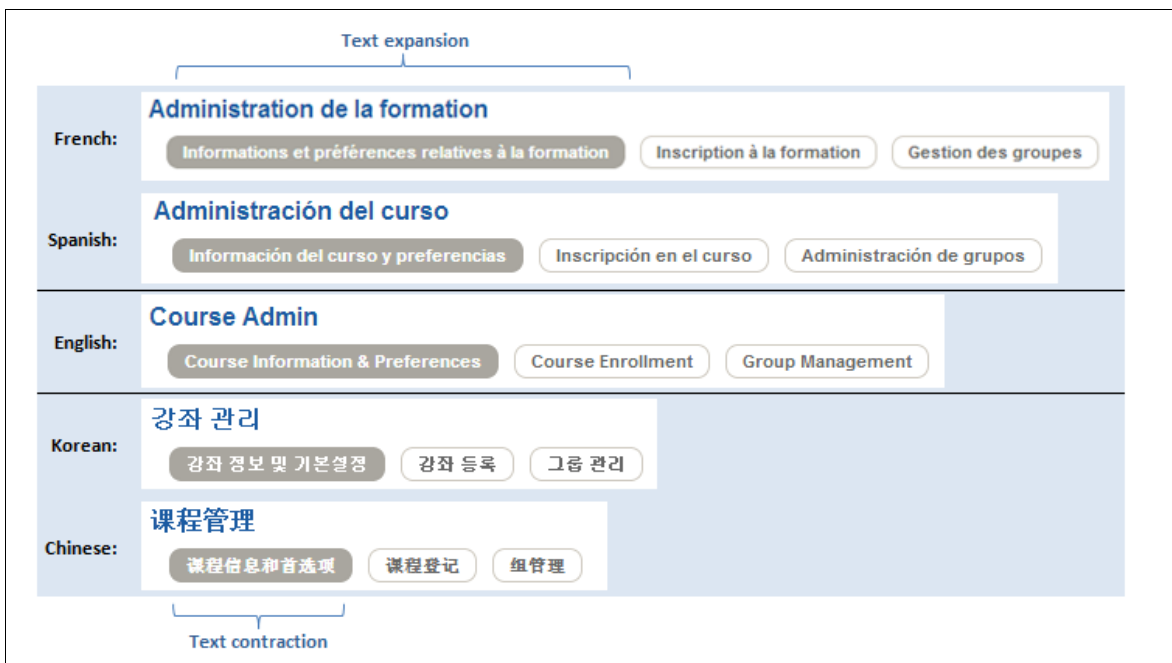 Text expansion
Administration de la formation
French:
Informations et préférences relatives à la formation Inscription à la formation Gestion des groupes
Administración del curso
Spanish:
Información del curso y preferencias Inscripción en el curso Administración de grupos
Course Admin
English:
Course Information & Preferences Course Enrollment Group Management
강좌 관리
Korean:
강좌 정보 및 기본설정 강좌 등록 그룹 관리
课程管理
Chinese:
课程信息和首选项 课程登记 组管理
Text contraction